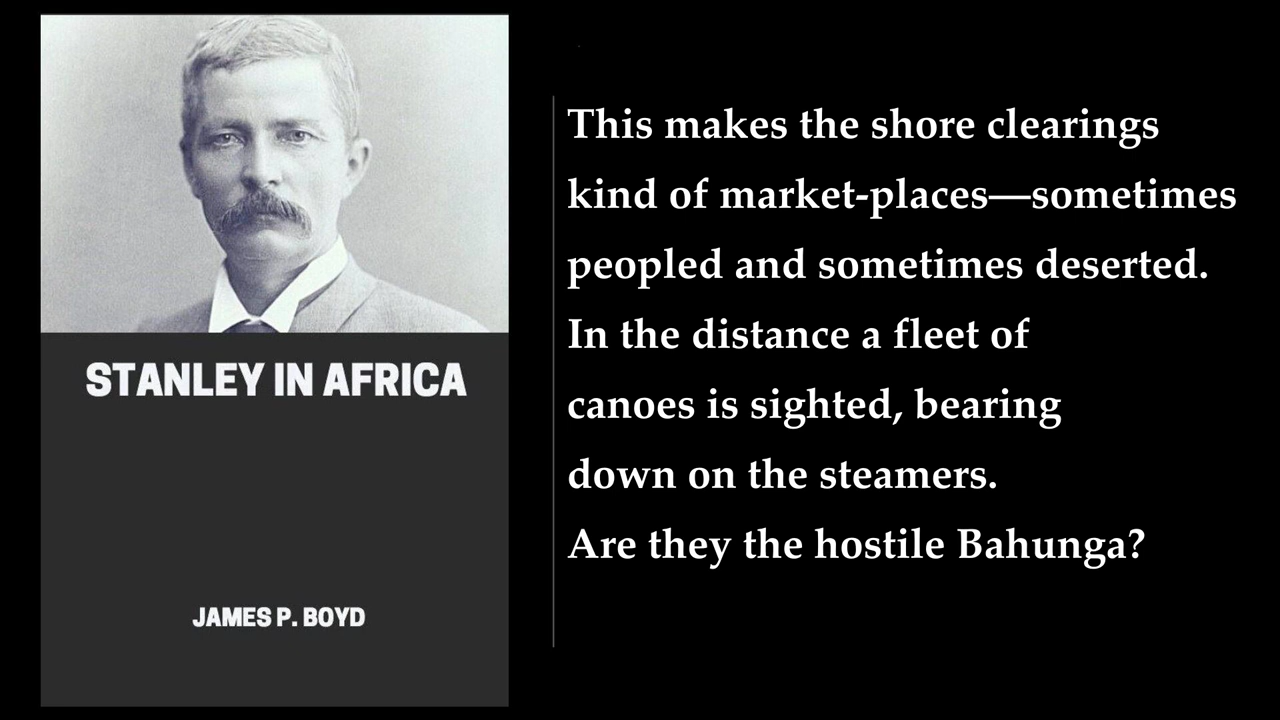 STANLEY IN AFRICA
JAMES P. BOYD
This makes the shore clearings
kind of market-places—sometimes
peopled and sometimes deserted.
In the distance a fleet of
canoes is sighted, bearing
down on the steamers.
Are they the hostile Bahunga?